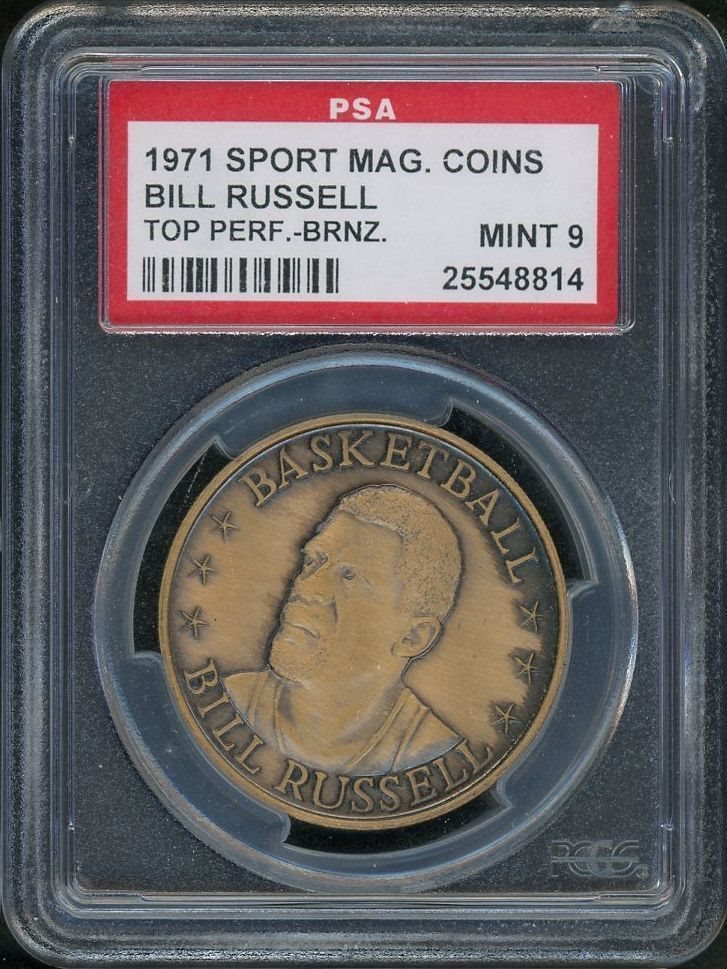 PSA
1971 SPORT MAG. COINS
BILL RUSSELL
TOP PERF.-BRNZ. MINT 9
25548814
BASKETBALL
BILL RUSSELL
PCGS